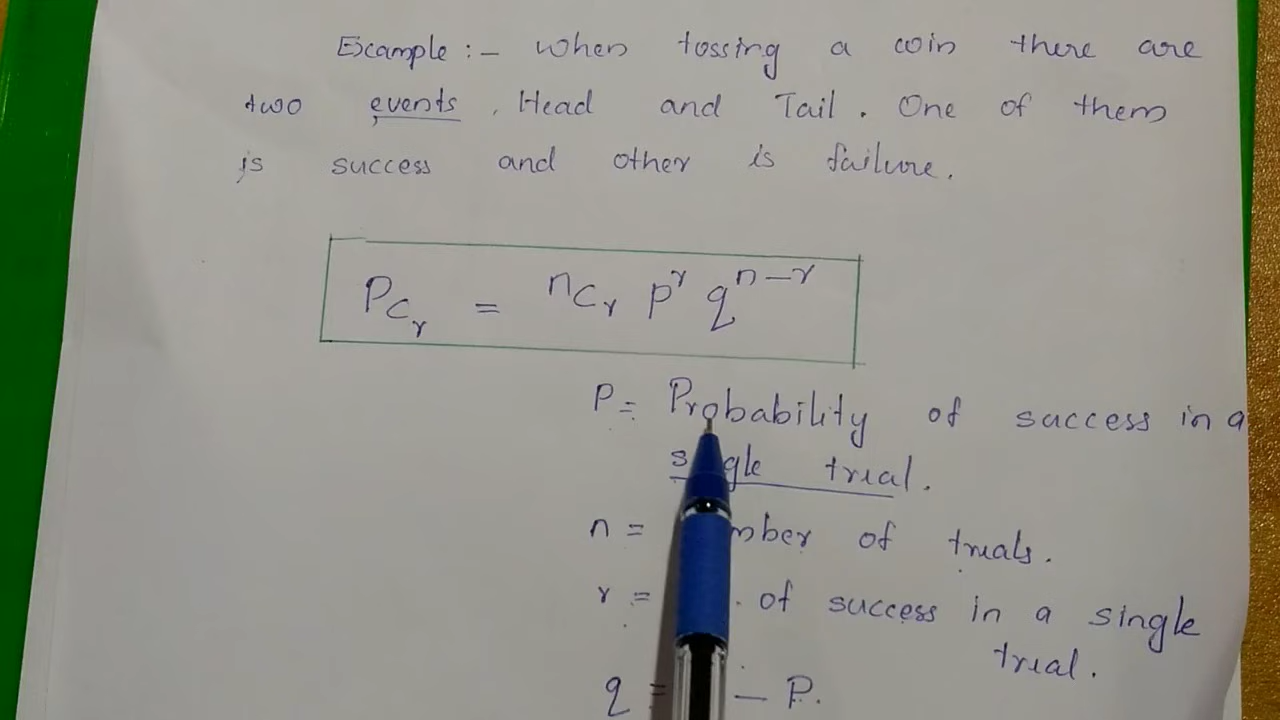 Example :- When tossing a coin there are
two events, Head and Tail. One of them
is success and other is failure.
PCr = nCr p^r q^n-r
P = Probability of success in a
single trial.
n = of trials.
r = of success in a single
trial.
q = - P.